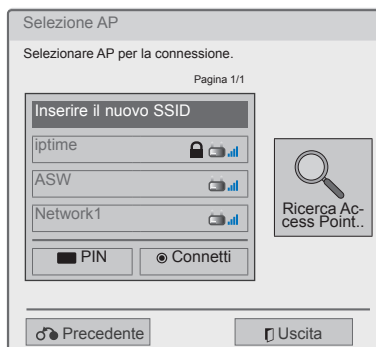 Selezione AP
Selezionare AP per la connessione.
Pagina 1/1
Inserire il nuovo SSID
iptime
ASW
Network1
PIN
Connetti
Ricerca Ac-
cess Point..
Precedente
Uscita